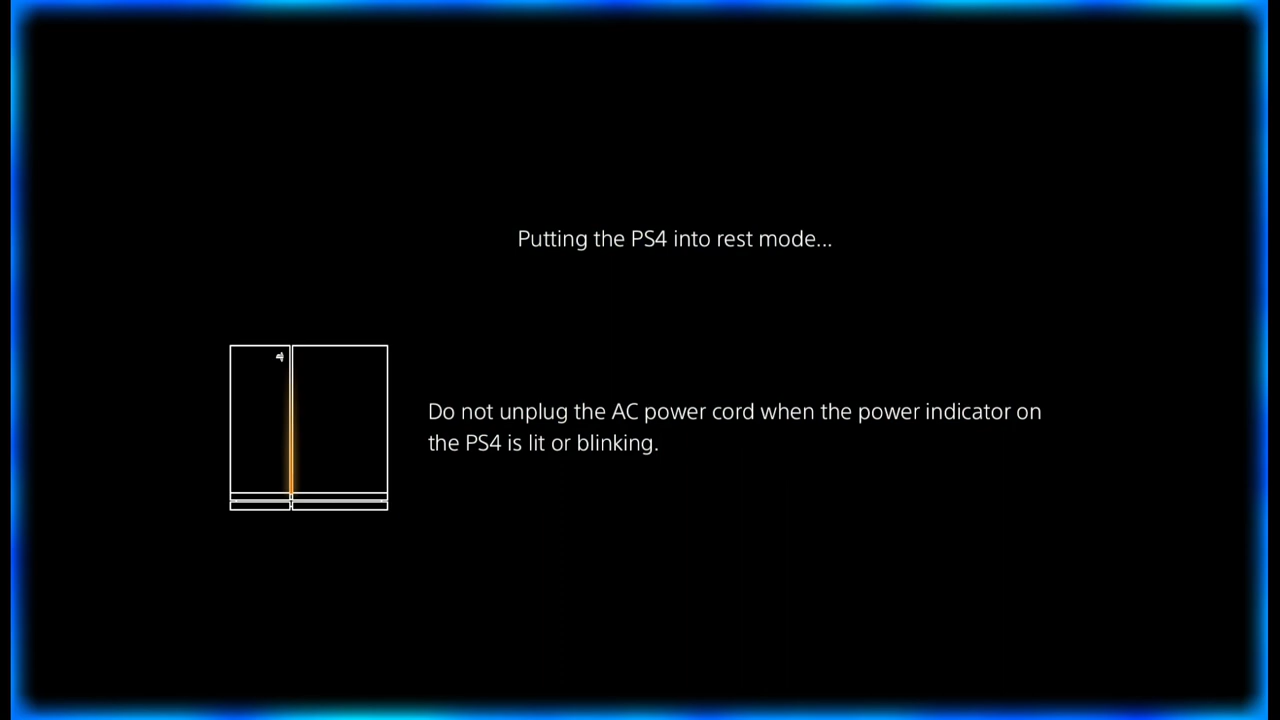 Putting the PS4 into rest mode...
Do not unplug the AC power cord when the power indicator on
the PS4 is lit or blinking.